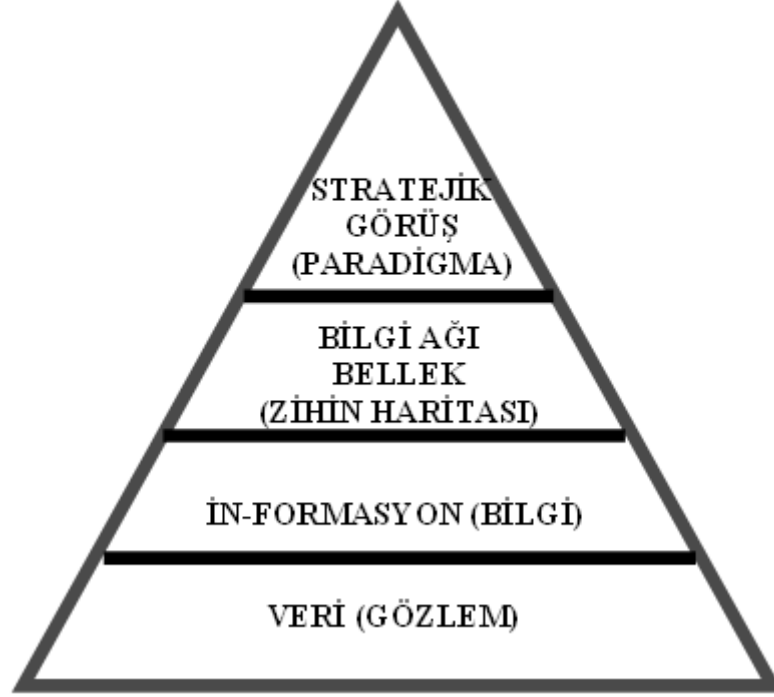 STRATEJİK
GÖRÜŞ
(PARADİGMA)
BİLGİ AĞI
BELLEK
(ZİHİN HARİTASI)
İN-FORMASYON (BİLGİ)
VERİ (GÖZLEM)